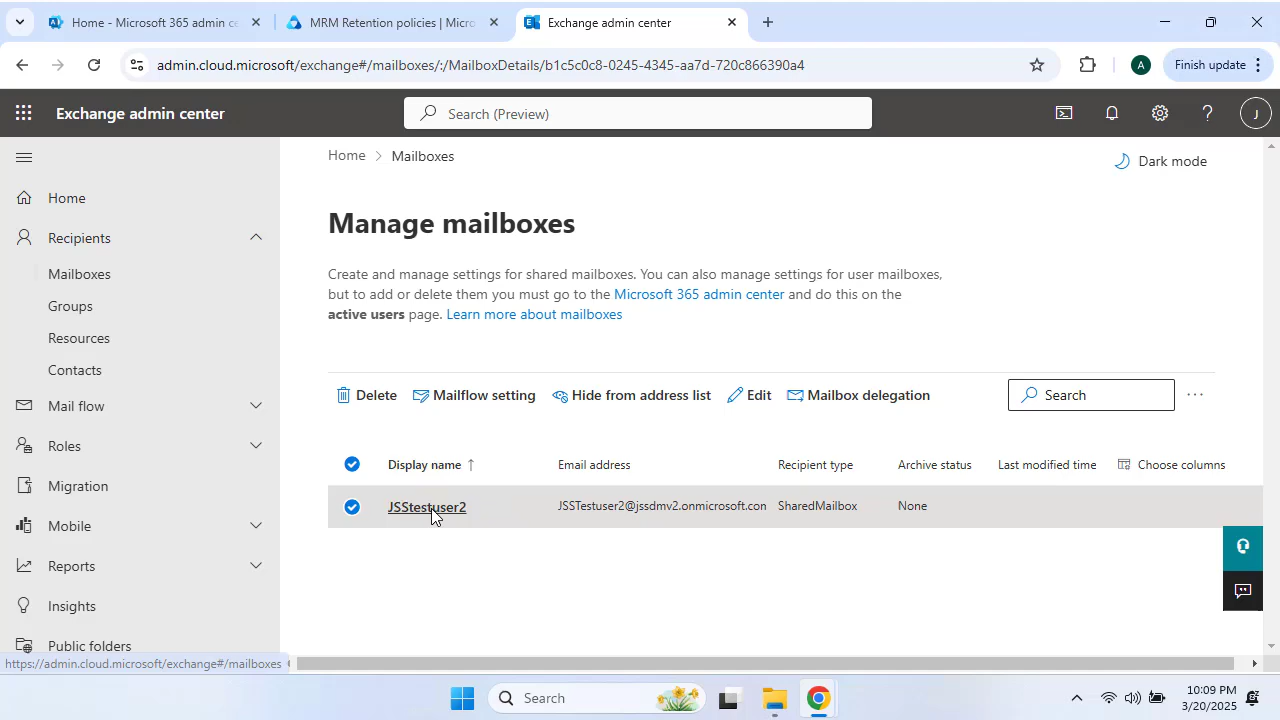 Home - Microsoft 365 admin ce
MRM Retention policies | Micro
Exchange admin center
admin.cloud.microsoft/exchange#/mailboxes/:/MailboxDetails/b1c5c0c8-0245-4345-aa7d-720c866390a4
A
Finish update
Exchange admin center
Search (Preview)
J
Home
Mailboxes
Dark mode
Home
Manage mailboxes
Recipients
Mailboxes
Create and manage settings for shared mailboxes. You can also manage settings for user mailboxes,
but to add or delete them you must go to the Microsoft 365 admin center and do this on the
active users page. Learn more about mailboxes
Groups
Resources
Contacts
Delete
Mailflow setting
Hide from address list
Edit
Mailbox delegation
Search
Mail flow
Roles
Display name ↑
Email address
Recipient type
Archive status
Last modified time
Choose columns
Migration
JSStestuser2
JSSTestuser2@jssdmv2.onmicrosoft.con
SharedMailbox
None
Mobile
Reports
Insights
Public folders
https://admin.cloud.microsoft/exchange#/mailboxes
Search
10:09 PM
3/20/2025